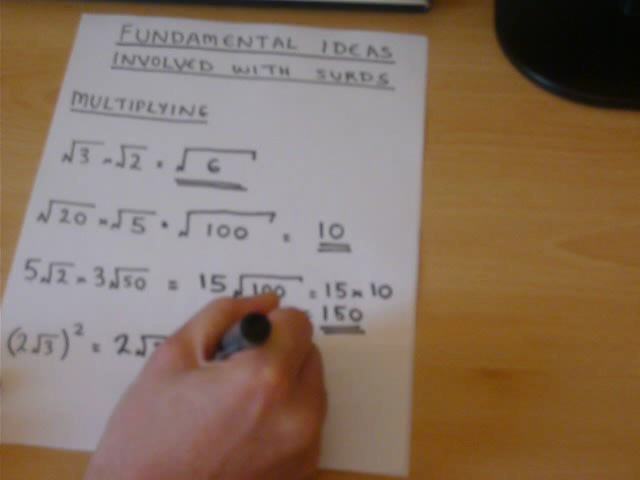 FUNDAMENTAL IDEAS
INVOLVED WITH SURDS
MULTIPLYING
√3 × √2 = √6
√20 × √5 = √100 = 10
5√2 × 3√50 = 15√100 = 15 × 10
= 150
(2√3)² = 2√